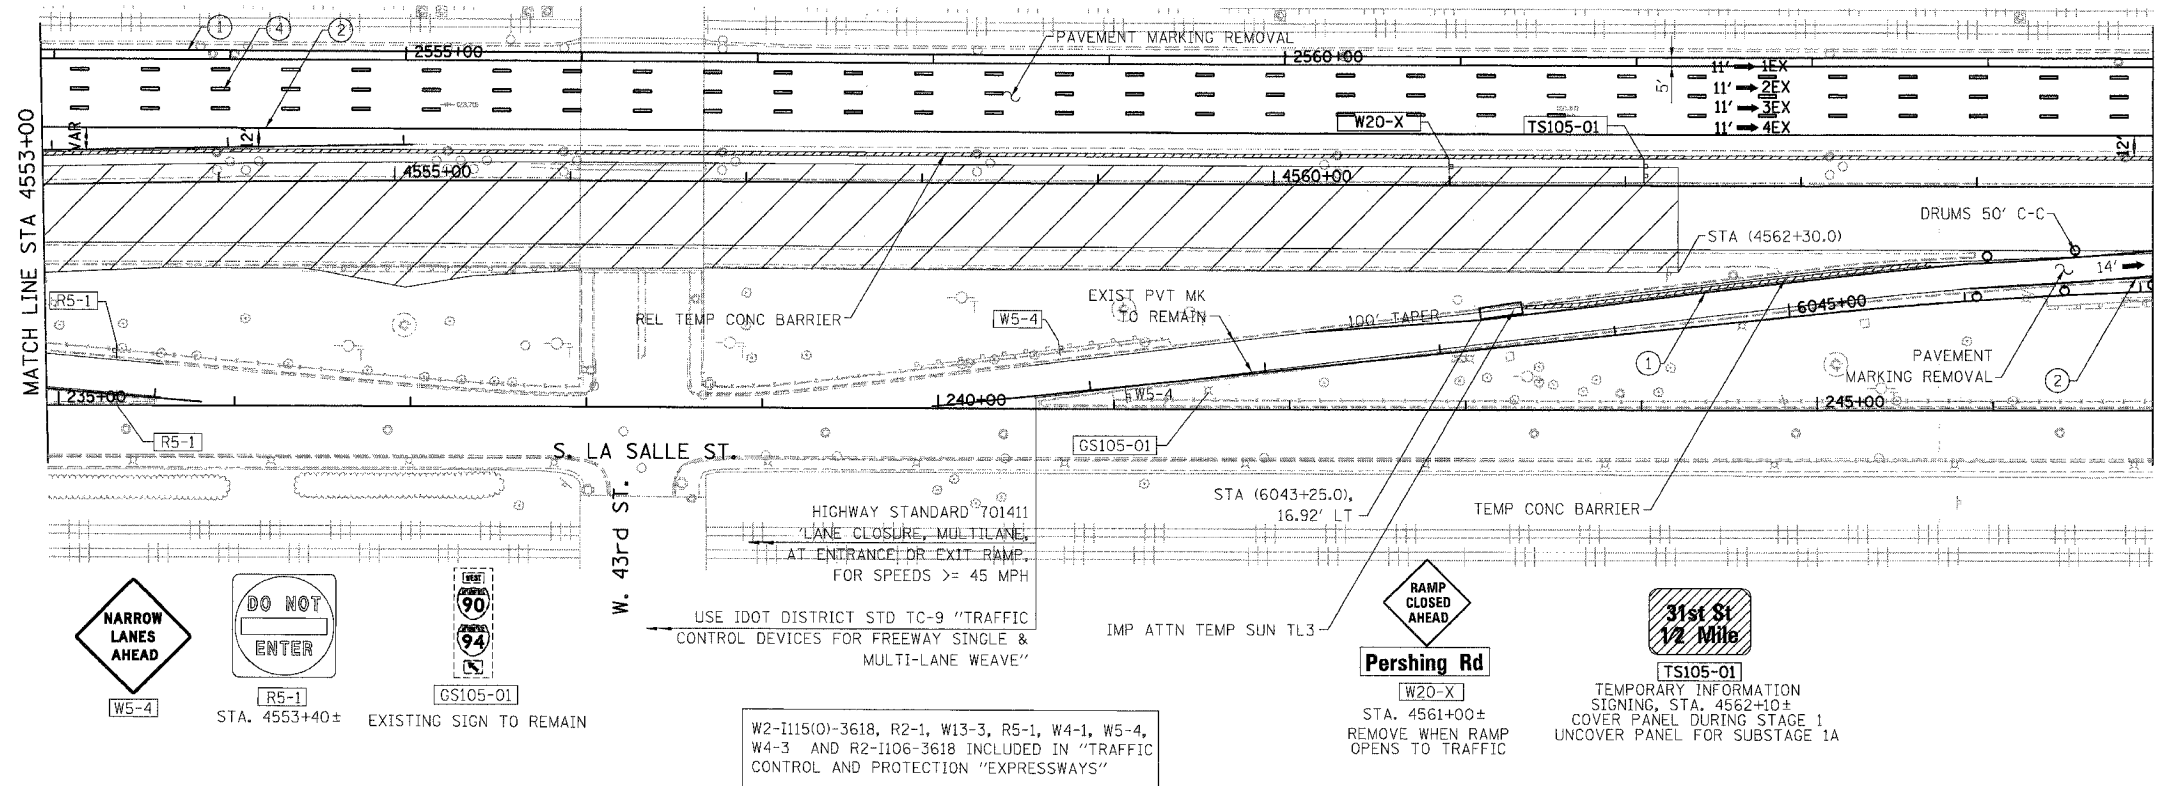 1
4
2
2555+00
PAVEMENT MARKING REMOVAL
2560+00
5'
11' 1EX
11' 2EX
11' 3EX
11' 4EX
MATCH LINE STA 4553+00
VAR
12'
W20-X
TS105-01
12'
4555+00
4560+00
DRUMS 50' C-C
STA (4562+30.0)
14'
R5-1
REL TEMP CONC BARRIER
W5-4
EXIST PVT MK
TO REMAIN
100' TAPER
6045+00
1
PAVEMENT
MARKING REMOVAL
2
235+00
240+00
W5-4
245+00
R5-1
GS105-01
S. LA SALLE ST.
W. 43rd ST.
HIGHWAY STANDARD 701411
"LANE CLOSURE, MULTILANE,
AT ENTRANCE OR EXIT RAMP,
FOR SPEEDS >= 45 MPH
STA (6043+25.0),
16.92' LT
TEMP CONC BARRIER
USE IDOT DISTRICT STD TC-9 "TRAFFIC
CONTROL DEVICES FOR FREEWAY SINGLE &
MULTI-LANE WEAVE"
IMP ATTN TEMP SUN TL3
NARROW
LANES
AHEAD
W5-4
DO NOT
ENTER
R5-1
STA. 4553+40±
WEST
90
94
GS105-01
EXISTING SIGN TO REMAIN
W2-I115(O)-3618, R2-1, W13-3, R5-1, W4-1, W5-4,
W4-3 AND R2-I106-3618 INCLUDED IN "TRAFFIC
CONTROL AND PROTECTION "EXPRESSWAYS"
RAMP
CLOSED
AHEAD
Pershing Rd
W20-X
STA. 4561+00±
REMOVE WHEN RAMP
OPENS TO TRAFFIC
31st St
1/2 Mile
TS105-01
TEMPORARY INFORMATION
SIGNING, STA. 4562+10±
COVER PANEL DURING STAGE 1
UNCOVER PANEL FOR SUBSTAGE 1A